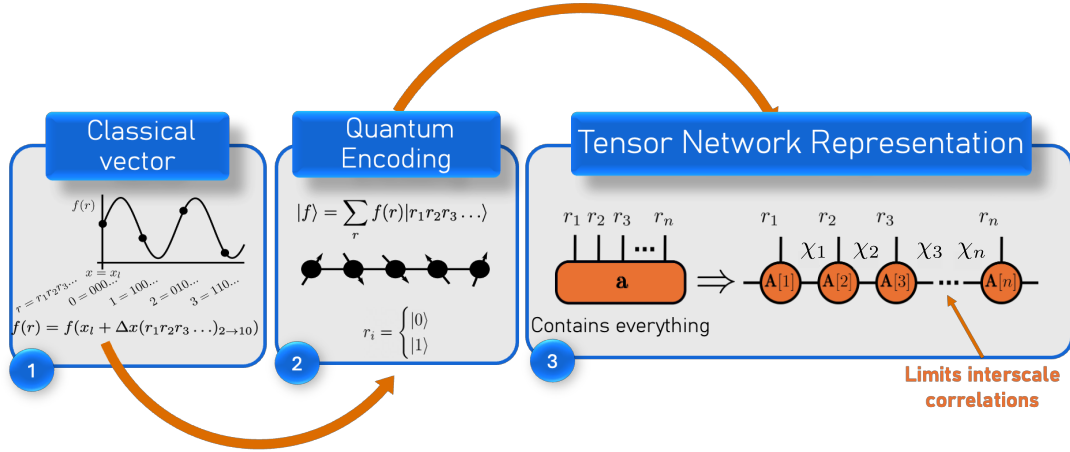 Classical
vector
f(r)
x = x_l
r = r_1r_2r_3...
0 = 000...
1 = 100...
2 = 010...
3 = 110...
f(r) = f(x_l + Δx(r_1r_2r_3 …)_{2→10})
1
Quantum
Encoding
|f⟩ = ∑_r f(r)|r_1r_2r_3 …⟩
r_i = { |0⟩
|1⟩
2
Tensor Network Representation
r_1 r_2 r_3 r_n
...
a
Contains everything
⇒
r_1 r_2 r_3 r_n
χ_1 χ_2 χ_3 χ_n
A[1] A[2] A[3] ... A[n]
3
Limits interscale
correlations